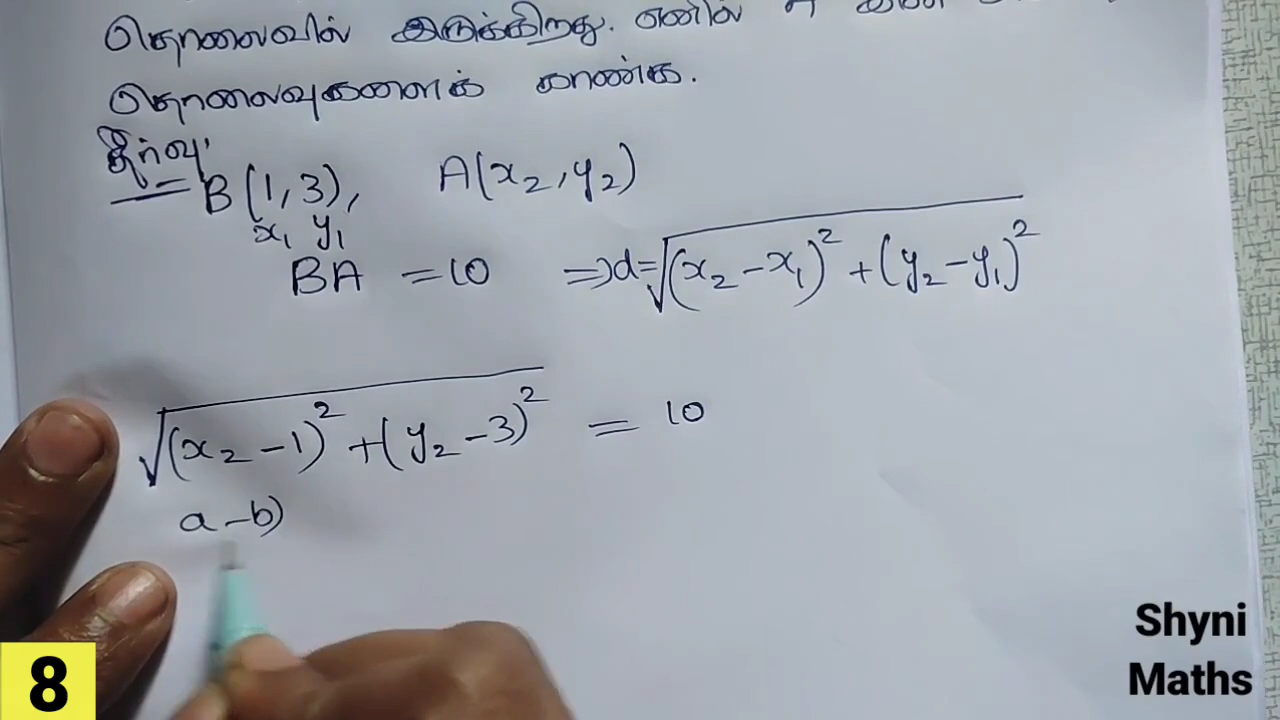 தொலைவில் இருக்கிறது. எனில் A
தொலைவுகளைக் காண்க.
தீர்வு:
B(1,3), A(x₂,y₂)
x₁ y₁
BA = 10 ⇒ d=√(x₂-x₁)²+(y₂-y₁)²
√(x₂-1)²+(y₂-3)² = 10
a-b)
Shyni
Maths
8